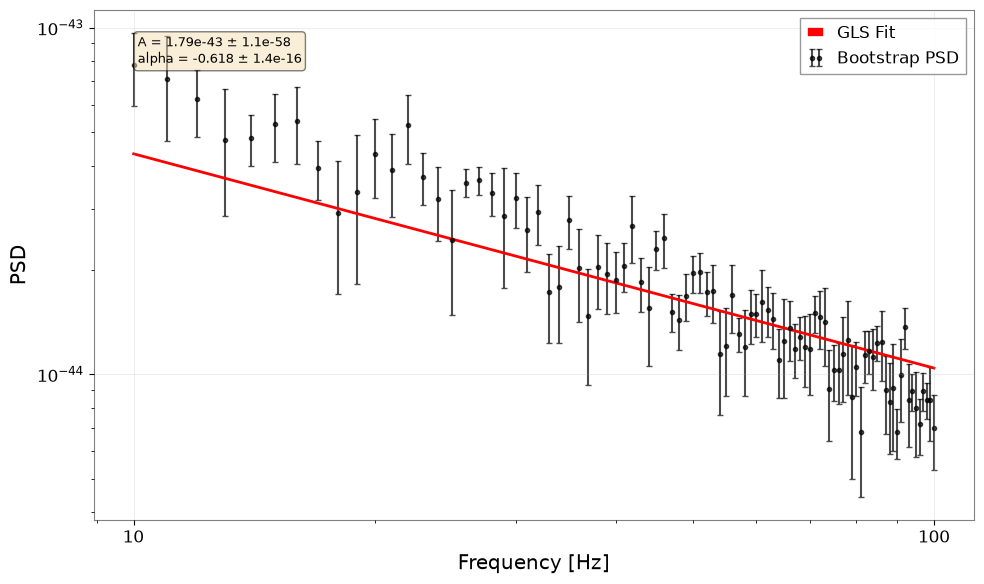 10⁻⁴³
A = 1.79e-43 ± 1.1e-58
alpha = -0.618 ± 1.4e-16
GLS Fit
Bootstrap PSD
PSD
10⁻⁴⁴
10
100
Frequency [Hz]